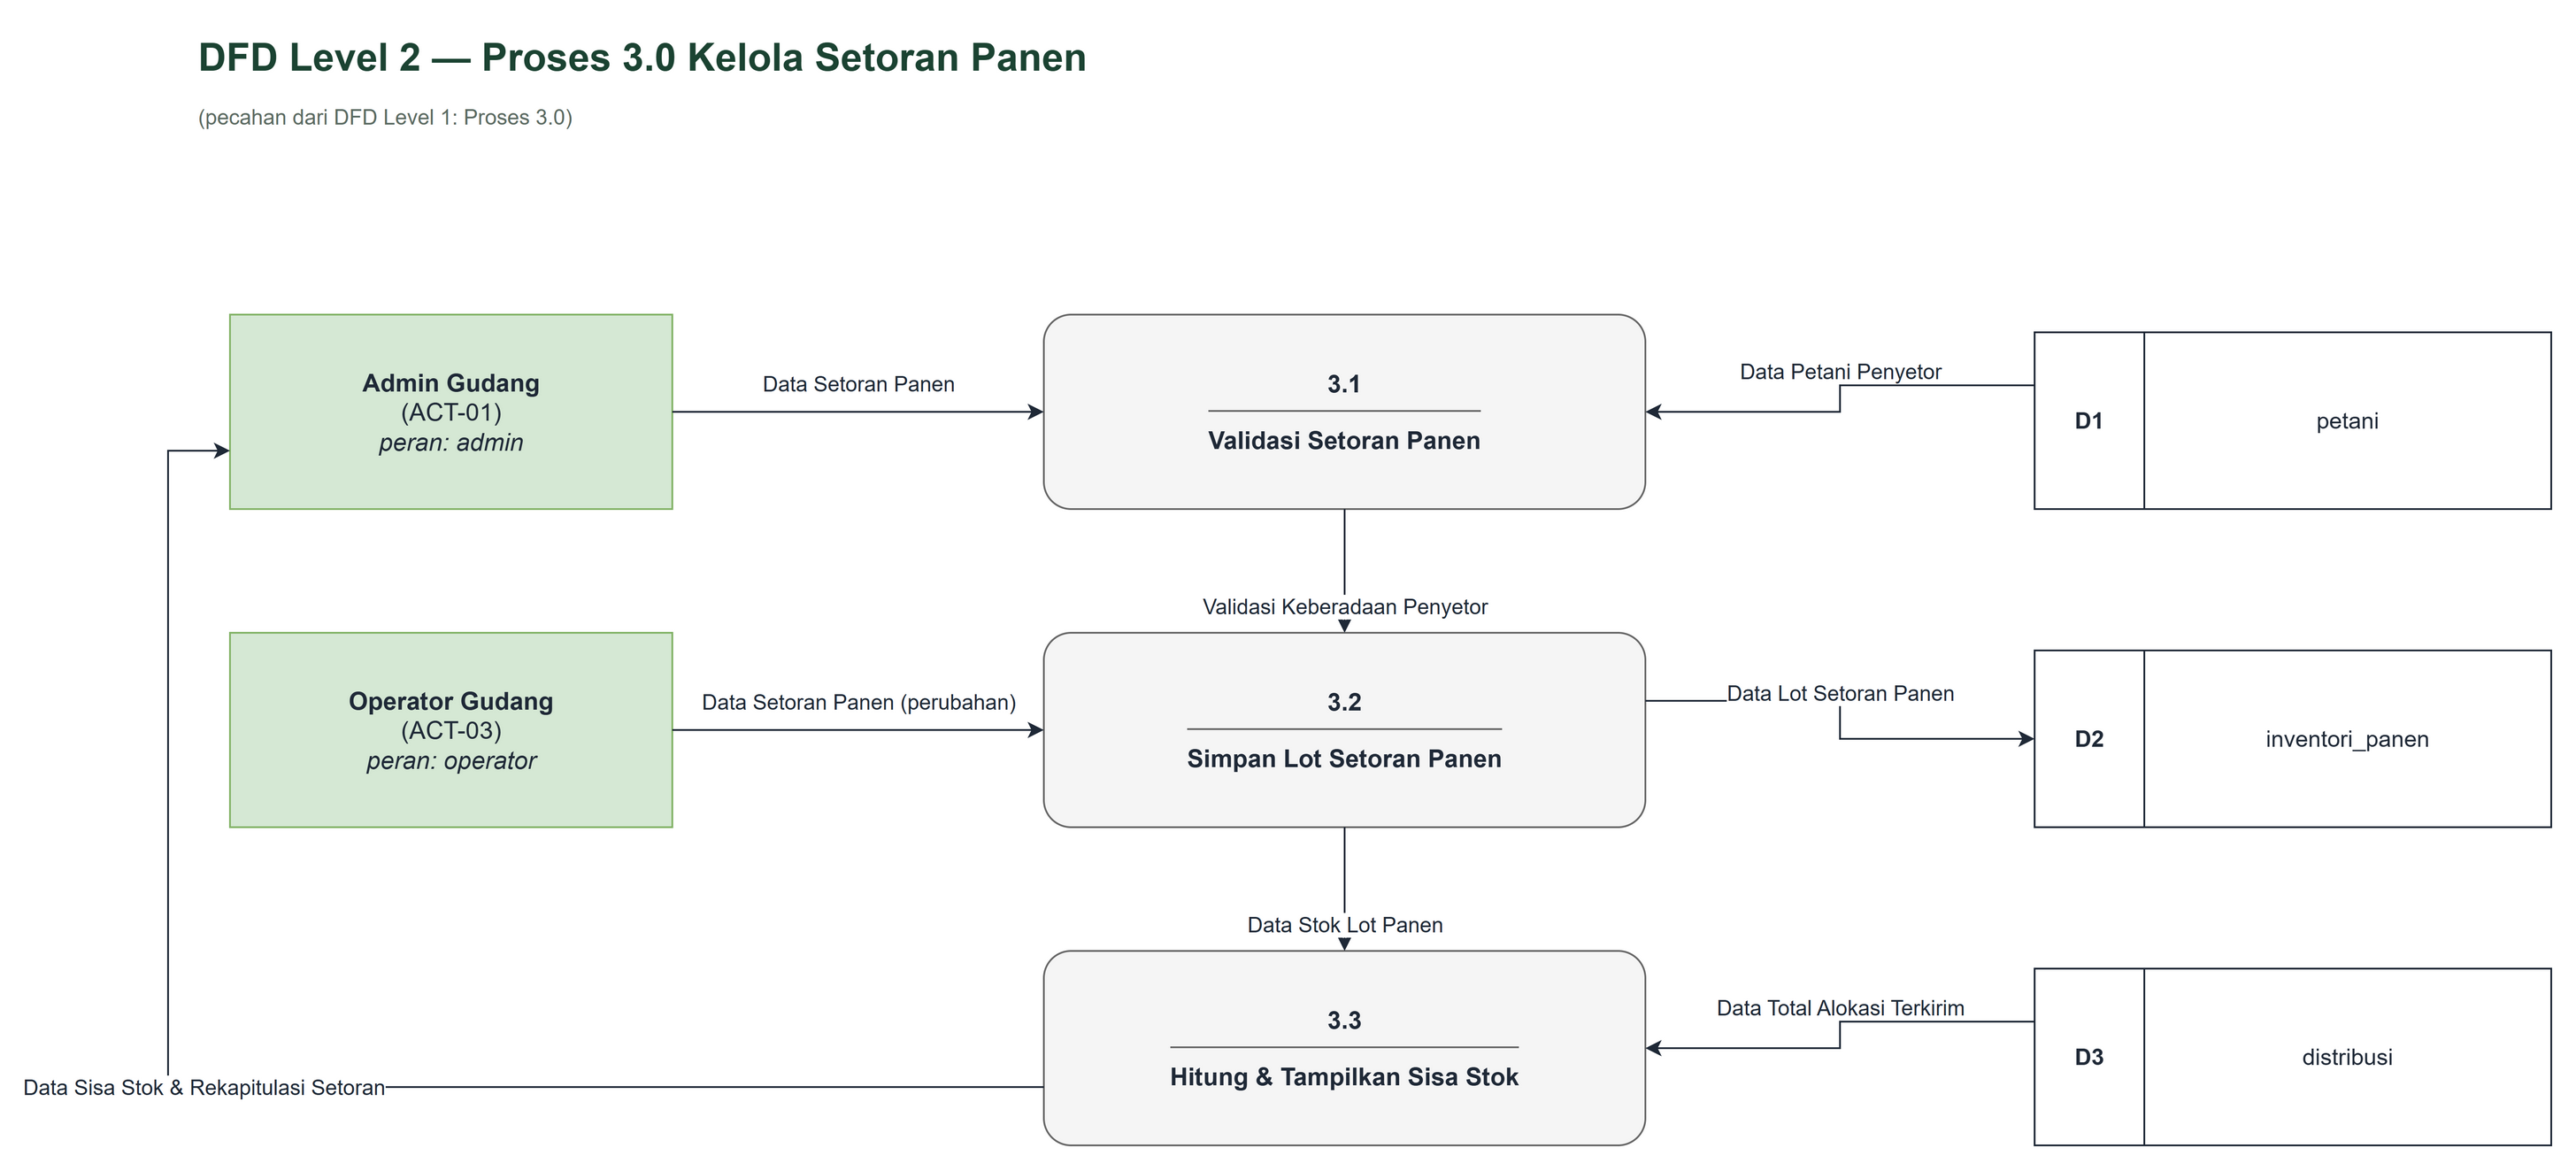 DFD Level 2 — Proses 3.0 Kelola Setoran Panen
(pecahan dari DFD Level 1: Proses 3.0)
Admin Gudang
(ACT-01)
peran: admin
Data Setoran Panen
3.1
Validasi Setoran Panen
Data Petani Penyetor
D1
petani
Validasi Keberadaan Penyetor
Operator Gudang
(ACT-03)
peran: operator
Data Setoran Panen (perubahan)
3.2
Simpan Lot Setoran Panen
Data Lot Setoran Panen
D2
inventori_panen
Data Stok Lot Panen
3.3
Hitung & Tampilkan Sisa Stok
Data Total Alokasi Terkirim
D3
distribusi
Data Sisa Stok & Rekapitulasi Setoran